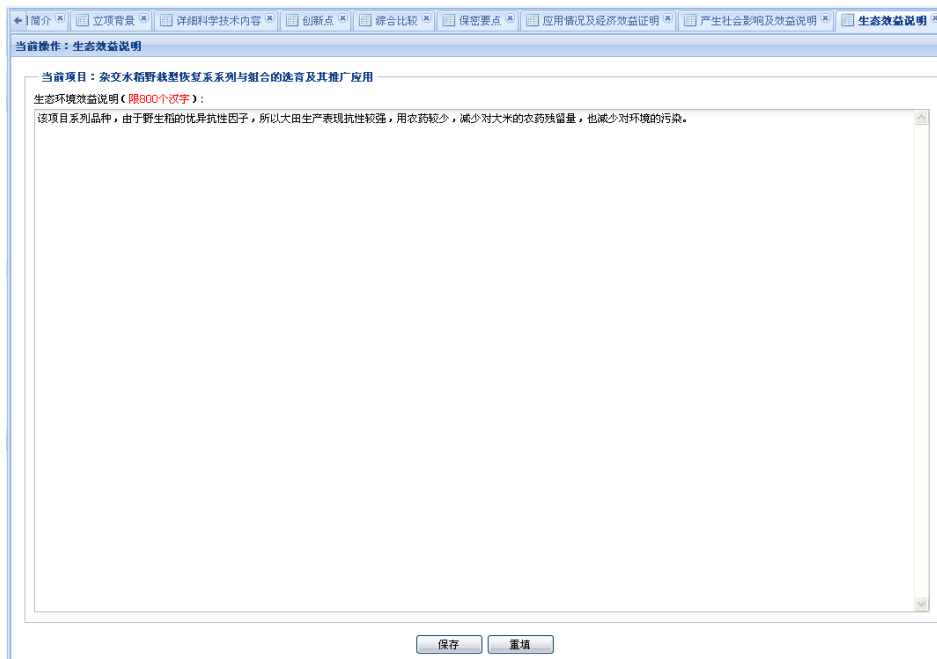 简介 立项背景 详细科学技术内容 创新点 综合比较 保密要点 应用情况及经济效益证明 产生社会影响及效益说明 生态效益说明
当前操作：生态效益说明
当前项目：杂交水稻野栽型恢复系系列与组合的选育及其推广应用
生态环境效益说明(限800个汉字)：
该项目系列品种，由于野生稻的优异抗性因子，所以大田生产表现抗性较强，用农药较少，减少对大米的农药残留量，也减少对环境的污染。
保存 重填